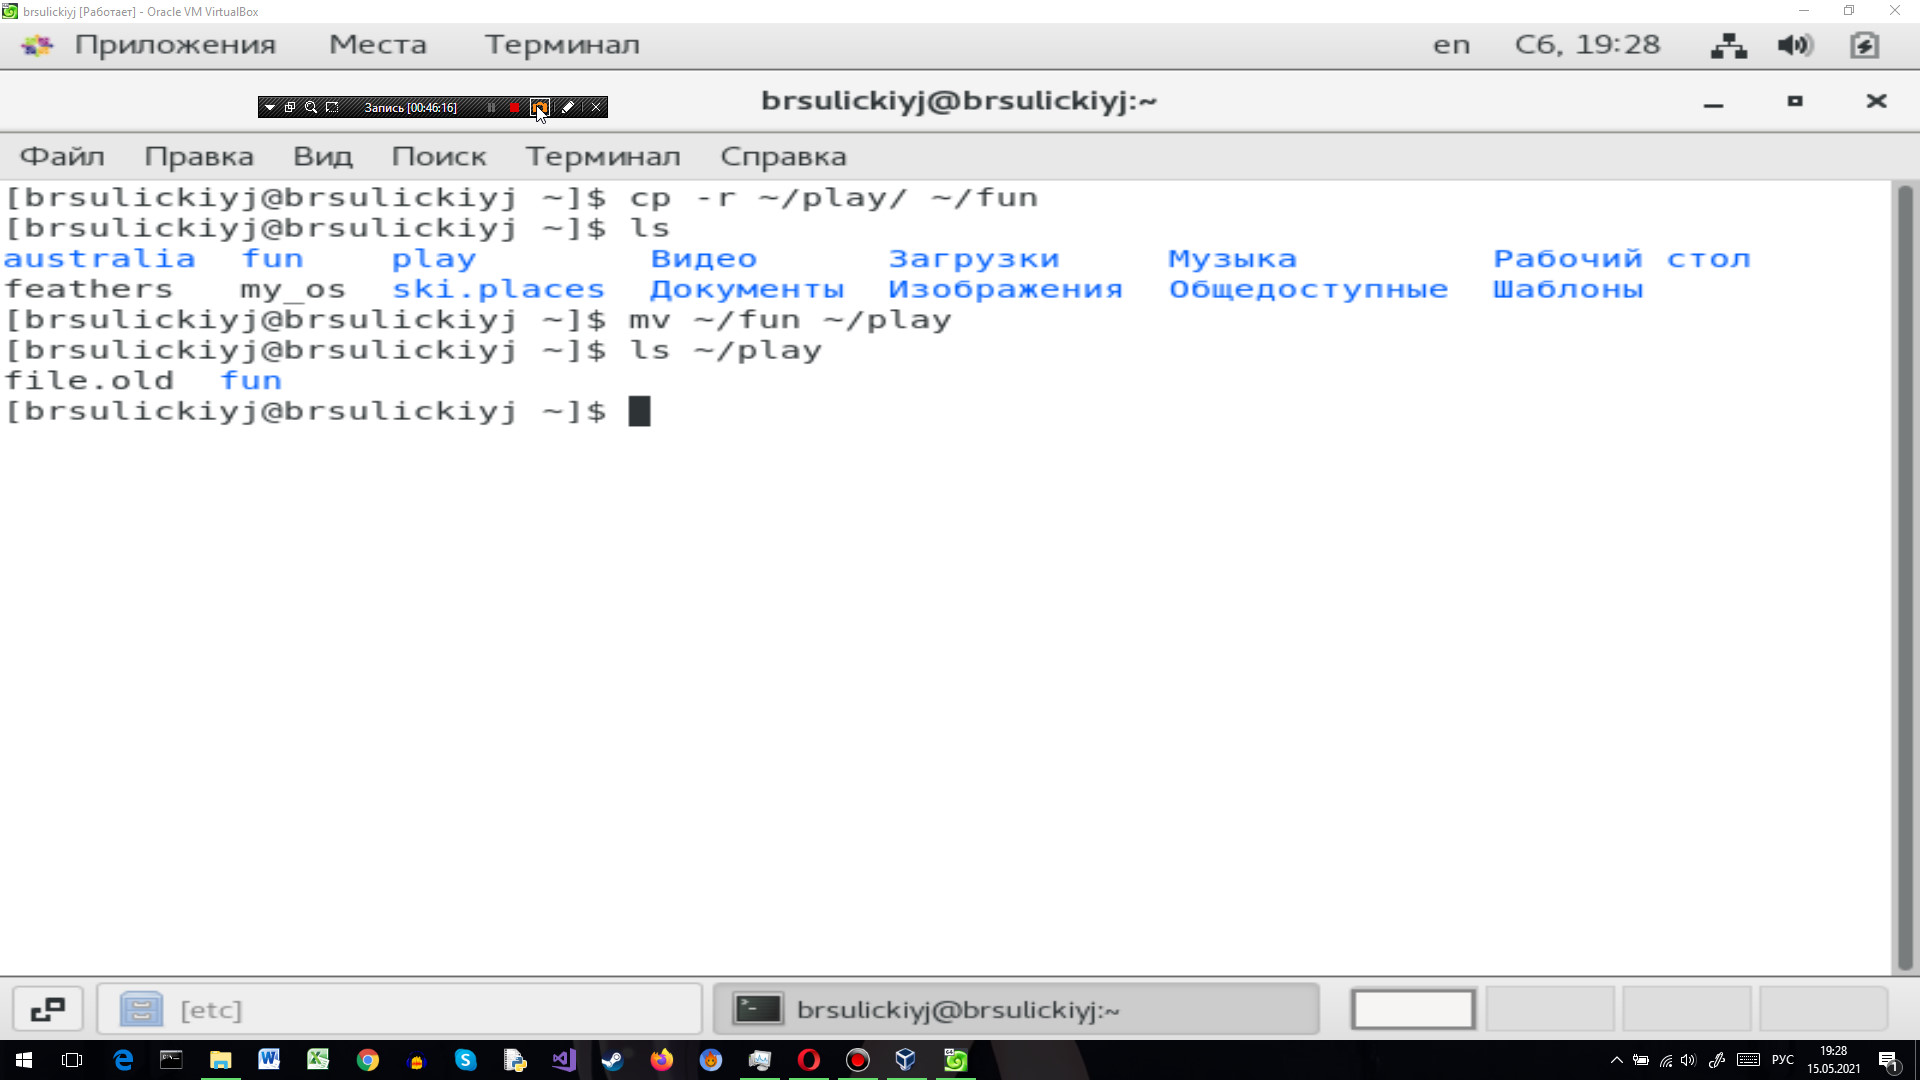 brsulickiyj [Работает] - Oracle VM VirtualBox
Приложения Места Терминал en Сб, 19:28
Запись [00:46:16]
brsulickiyj@brsulickiyj:~
Файл Правка Вид Поиск Терминал Справка
[brsulickiyj@brsulickiyj ~]$ cp -r ~/play/ ~/fun
[brsulickiyj@brsulickiyj ~]$ ls
australia fun play Видео Загрузки Музыка Рабочий стол
feathers my_os ski.places Документы Изображения Общедоступные Шаблоны
[brsulickiyj@brsulickiyj ~]$ mv ~/fun ~/play
[brsulickiyj@brsulickiyj ~]$ ls ~/play
file.old fun
[brsulickiyj@brsulickiyj ~]$
[etc] brsulickiyj@brsulickiyj:~
РУС 19:28
15.05.2021 1